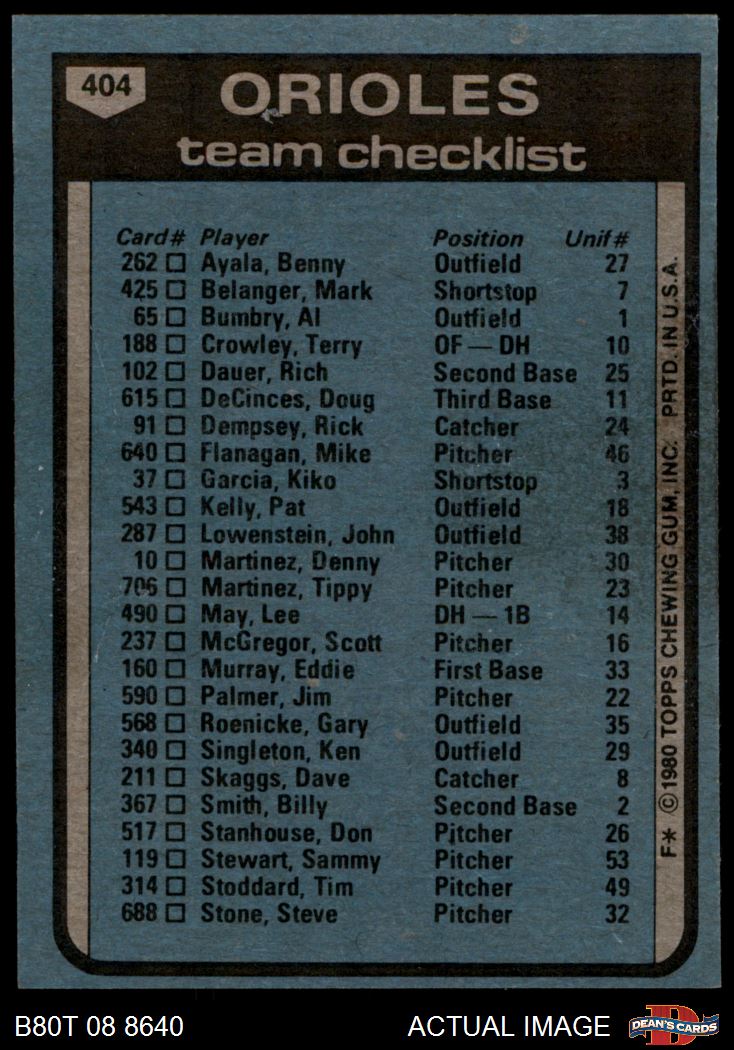 404
ORIOLES
team checklist
Card# Player Position Unif#
262 Ayala, Benny Outfield 27
425 Belanger, Mark Shortstop 7
65 Bumbry, Al Outfield 1
188 Crowley, Terry OF — DH 10
102 Dauer, Rich Second Base 25
615 DeCinces, Doug Third Base 11
91 Dempsey, Rick Catcher 24
640 Flanagan, Mike Pitcher 46
37 Garcia, Kiko Shortstop 3
543 Kelly, Pat Outfield 18
287 Lowenstein, John Outfield 38
10 Martinez, Denny Pitcher 30
706 Martinez, Tippy Pitcher 23
490 May, Lee DH — 1B 14
237 McGregor, Scott Pitcher 16
160 Murray, Eddie First Base 33
590 Palmer, Jim Pitcher 22
568 Roenicke, Gary Outfield 35
340 Singleton, Ken Outfield 29
211 Skaggs, Dave Catcher 8
367 Smith, Billy Second Base 2
517 Stanhouse, Don Pitcher 26
119 Stewart, Sammy Pitcher 53
314 Stoddard, Tim Pitcher 49
688 Stone, Steve Pitcher 32
F* © 1980 TOPPS CHEWING GUM, INC. PRTD. IN U.S.A.
B80T 08 8640 ACTUAL IMAGE
DEAN'S CARDS